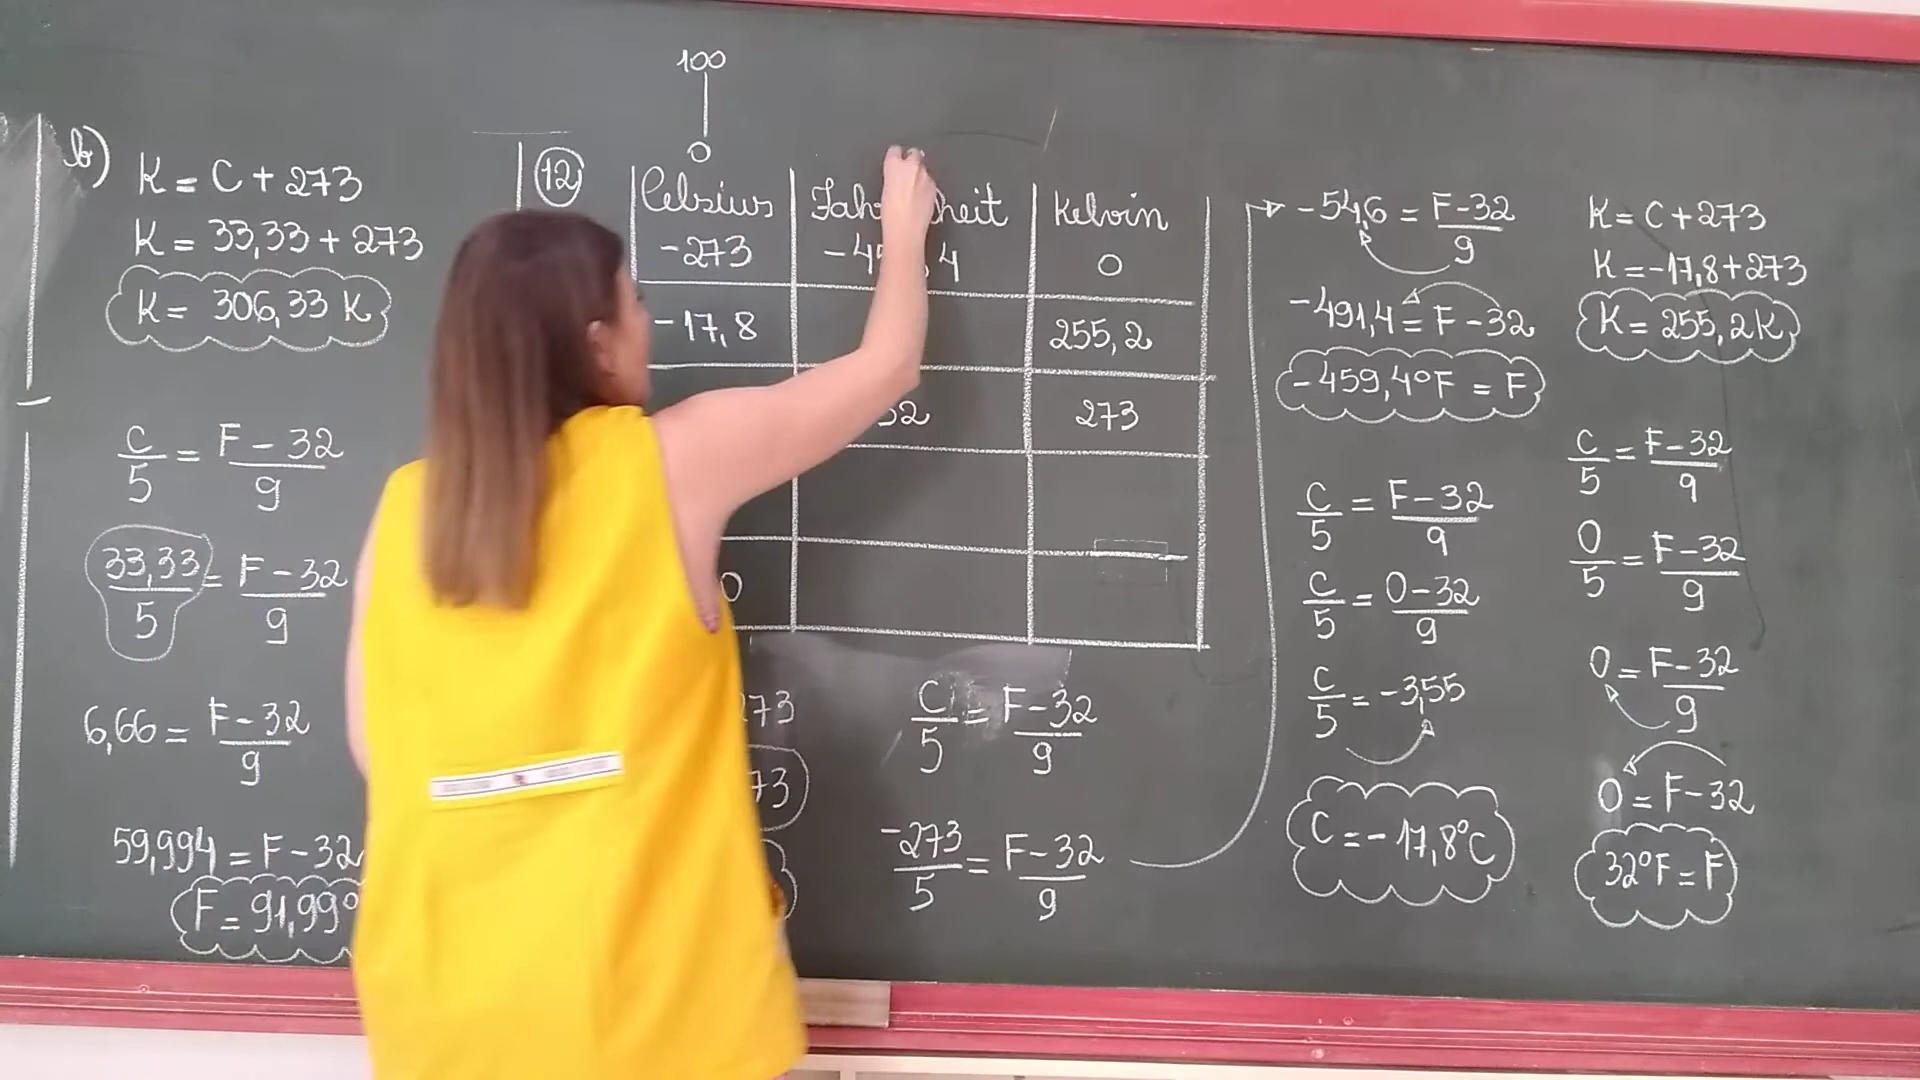 b)
K = C + 273
K = 33,33 + 273
K = 306,33 K
C/5 = F - 32/9
33,33/5 = F - 32/9
6,66 = F - 32/9
59,994 = F - 32
F = 91,99°
12
100
0
Celsius Kelvin
-273 0
-17,8 255,2
273
0
C/5 = F - 32/9
-273/5 = F - 32/9
-54,6 = F - 32/9
-491,4 = F - 32
-459,4°F = F
C/5 = F - 32/9
C/5 = 0 - 32/9
C/5 = -3,55
C = -17,8°C
K = C + 273
K = -17,8 + 273
K = 255,2K
C/5 = F - 32/9
0/5 = F - 32/9
0 = F - 32/9
0 = F - 32
32°F = F